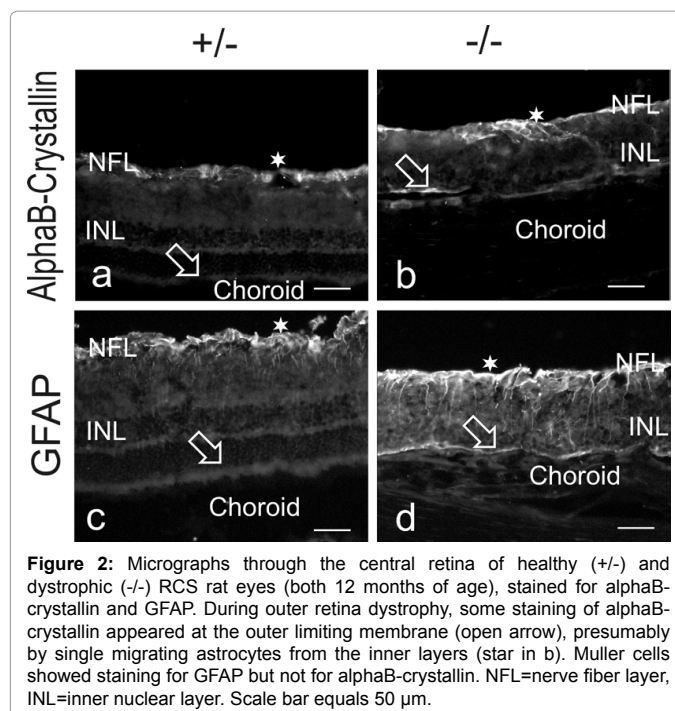 +/- -/-
AlphaB-Crystallin
NFL NFL
INL INL
Choroid Choroid
a b
GFAP
NFL NFL
INL INL
Choroid Choroid
c d
Figure 2: Micrographs through the central retina of healthy (+/-) and
dystrophic (-/-) RCS rat eyes (both 12 months of age), stained for alphaB-
crystallin and GFAP. During outer retina dystrophy, some staining of alphaB-
crystallin appeared at the outer limiting membrane (open arrow), presumably
by single migrating astrocytes from the inner layers (star in b). Muller cells
showed staining for GFAP but not for alphaB-crystallin. NFL=nerve fiber layer,
INL=inner nuclear layer. Scale bar equals 50 μm.